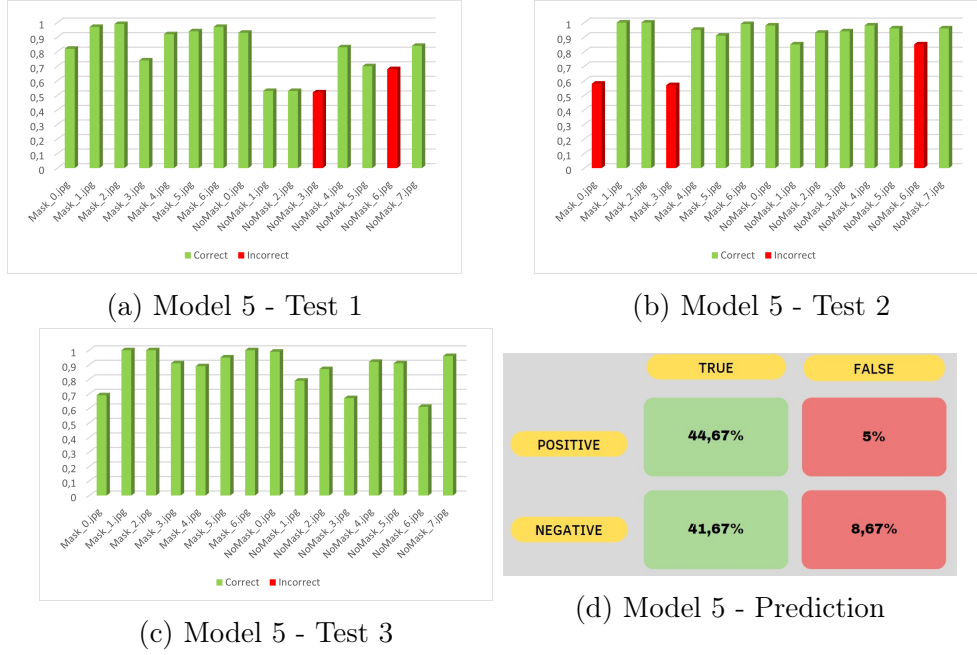 1
0,9
0,8
0,7
0,6
0,5
0,4
0,3
0,2
0,1
0
Mask_0.jpg
Mask_1.jpg
Mask_2.jpg
Mask_3.jpg
Mask_4.jpg
Mask_5.jpg
Mask_6.jpg
NoMask_0.jpg
NoMask_1.jpg
NoMask_2.jpg
NoMask_3.jpg
NoMask_4.jpg
NoMask_5.jpg
NoMask_6.jpg
NoMask_7.jpg
Correct Incorrect
(a) Model 5 - Test 1
1
0,9
0,8
0,7
0,6
0,5
0,4
0,3
0,2
0,1
0
Mask_0.jpg
Mask_1.jpg
Mask_2.jpg
Mask_3.jpg
Mask_4.jpg
Mask_5.jpg
Mask_6.jpg
NoMask_0.jpg
NoMask_1.jpg
NoMask_2.jpg
NoMask_3.jpg
NoMask_4.jpg
NoMask_5.jpg
NoMask_6.jpg
NoMask_7.jpg
Correct Incorrect
(b) Model 5 - Test 2
1
0,9
0,8
0,7
0,6
0,5
0,4
0,3
0,2
0,1
0
Mask_0.jpg
Mask_1.jpg
Mask_2.jpg
Mask_3.jpg
Mask_4.jpg
Mask_5.jpg
Mask_6.jpg
NoMask_0.jpg
NoMask_1.jpg
NoMask_2.jpg
NoMask_3.jpg
NoMask_4.jpg
NoMask_5.jpg
NoMask_6.jpg
NoMask_7.jpg
Correct Incorrect
(c) Model 5 - Test 3
TRUE FALSE
POSITIVE 44,67% 5%
NEGATIVE 41,67% 8,67%
(d) Model 5 - Prediction